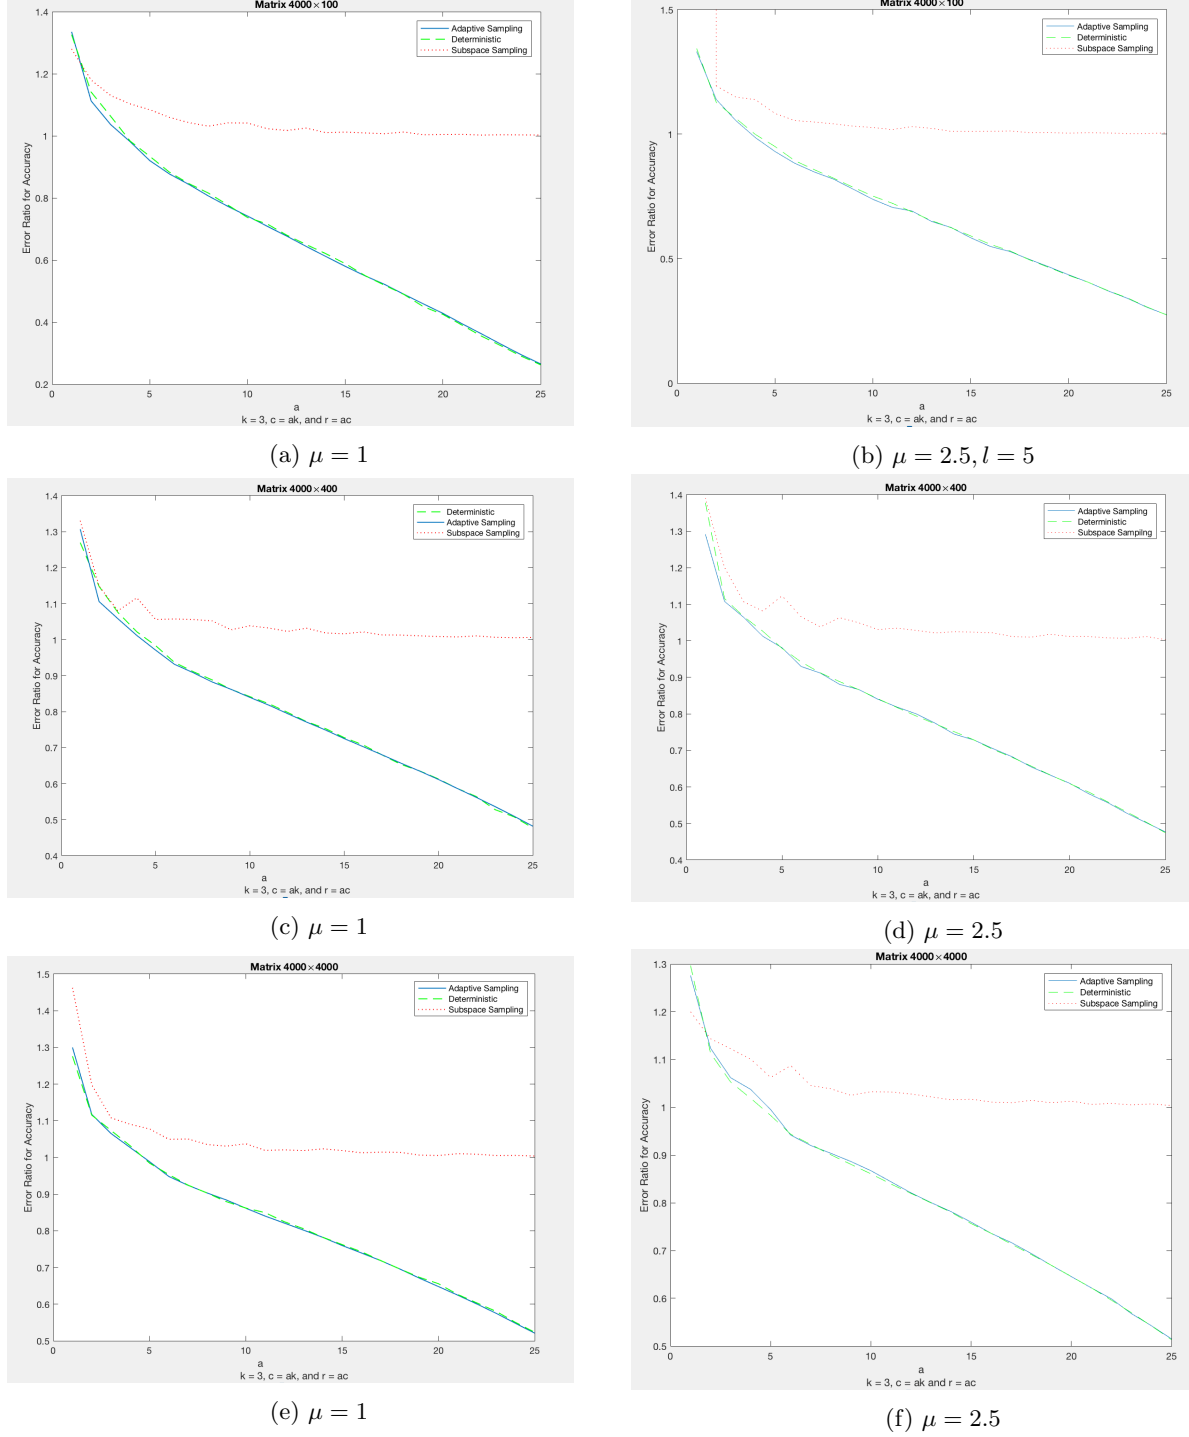 Matrix 4000×100
Error Ratio for Accuracy
1.4
1.2
1
0.8
0.6
0.4
0.2
0 5 10 15 20 25
Adaptive Sampling
Deterministic
Subspace Sampling
a
k = 3, c = ak, and r = ac
(a) μ = 1
Matrix 4000×100
Error Ratio for Accuracy
1.5
1
0.5
0
0 5 10 15 20 25
Adaptive Sampling
Deterministic
Subspace Sampling
a
k = 3, c = ak, and r = ac
(b) μ = 2.5, l = 5
Matrix 4000×400
Error Ratio for Accuracy
1.4
1.3
1.2
1.1
1
0.9
0.8
0.7
0.6
0.5
0.4
0 5 10 15 20 25
Deterministic
Adaptive Sampling
Subspace Sampling
a
k = 3, c = ak, and r = ac
(c) μ = 1
Matrix 4000×400
Error Ratio for Accuracy
1.4
1.3
1.2
1.1
1
0.9
0.8
0.7
0.6
0.5
0.4
0 5 10 15 20 25
Adaptive Sampling
Deterministic
Subspace Sampling
a
k = 3, c = ak, and r = ac
(d) μ = 2.5
Matrix 4000×4000
Error Ratio for Accuracy
1.5
1.4
1.3
1.2
1.1
1
0.9
0.8
0.7
0.6
0.5
0 5 10 15 20 25
Adaptive Sampling
Deterministic
Subspace Sampling
a
k = 3, c = ak, and r = ac
(e) μ = 1
Matrix 4000×4000
Error Ratio for Accuracy
1.3
1.2
1.1
1
0.9
0.8
0.7
0.6
0.5
0 5 10 15 20 25
Adaptive Sampling
Deterministic
Subspace Sampling
a
k = 3, c = ak and r = ac
(f) μ = 2.5